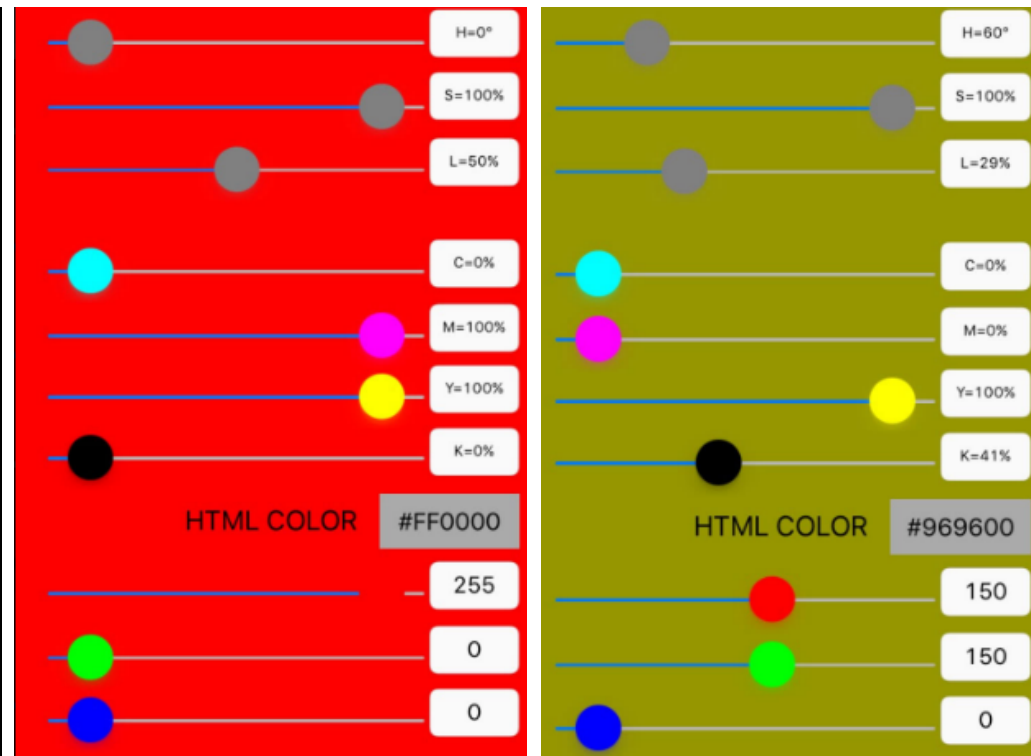 H=0°
S=100%
L=50%
C=0%
M=100%
Y=100%
K=0%
HTML COLOR #FF0000
255
0
0
H=60°
S=100%
L=29%
C=0%
M=0%
Y=100%
K=41%
HTML COLOR #969600
150
150
0